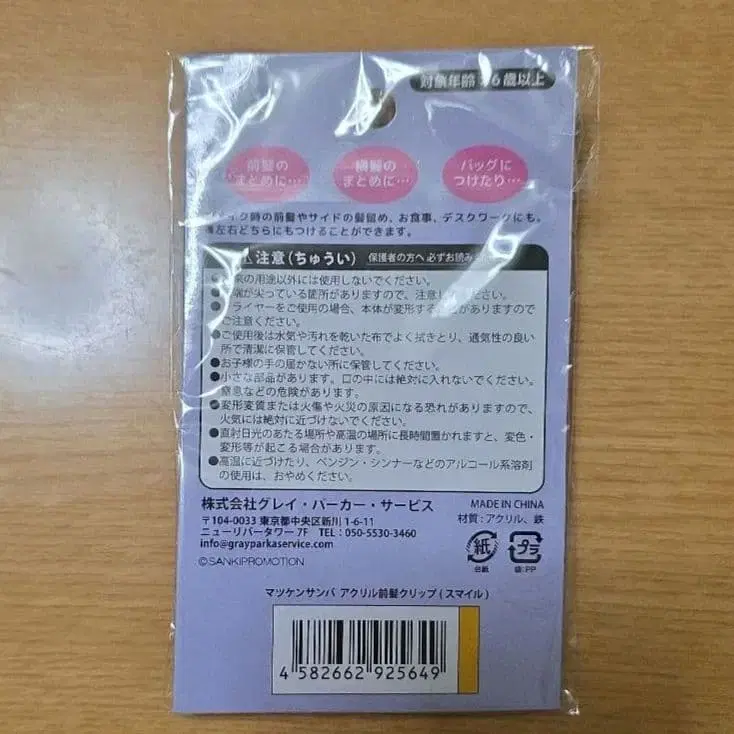 対象年齢：6歳以上
前髪の
まとめに…
横髪の
まとめに…
バッグに
つけたり…
メイク時の前髪やサイドの髪留め、お食事、デスクワークにも。
左右どちらにもつけることができます。
注意（ちゅうい） 保護者の方へ 必ずお読み
の用途以外には使用しないでください。
が尖っている箇所がありますので、注意してください。
ドライヤーをご使用の場合、本体が変形することがありますので
ご注意ください。
●ご使用後は水気や汚れを乾いた布でよく拭きとり、通気性の良い
所で清潔に保管してください。
●お子様の手の届かない所に保管してください。
●小さな部品があります。口の中には絶対に入れないでください。
窒息などの危険があります。
●変形変質または火傷や火災の原因になる恐れがありますので、
火気には絶対に近づけないでください。
●直射日光のあたる場所や高温の場所に長時間置かれますと、変色・
変形等が起こる場合があります。
●高温に近づけたり、ベンジン・シンナーなどのアルコール系溶剤
の使用は、おやめください。
株式会社グレイ・パーカー・サービス
〒104-0033 東京都中央区新川 1-6-11
ニューリバータワー 7F TEL：050-5530-3460
info@grayparkaservice.com
©SANKIPROMOTION
MADE IN CHINA
材質：アクリル、鉄
紙
台紙
プラ
袋:PP
マツケンサンバ アクリル前髪クリップ（スマイル）
4 582662 925649